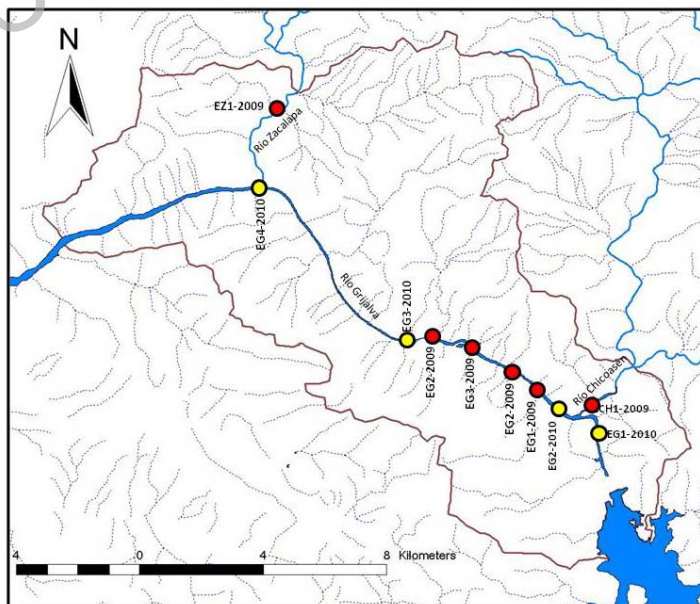 N
EZ1-2009
Río Zacalapa
EG4-2010
Río Grijalva
EG3-2010
EG2-2009
EG3-2009
EG2-2009
EG1-2009
EG2-2010
Río Chicoasen
CH1-2009
EG1-2010
4 0 4 8 Kilometers